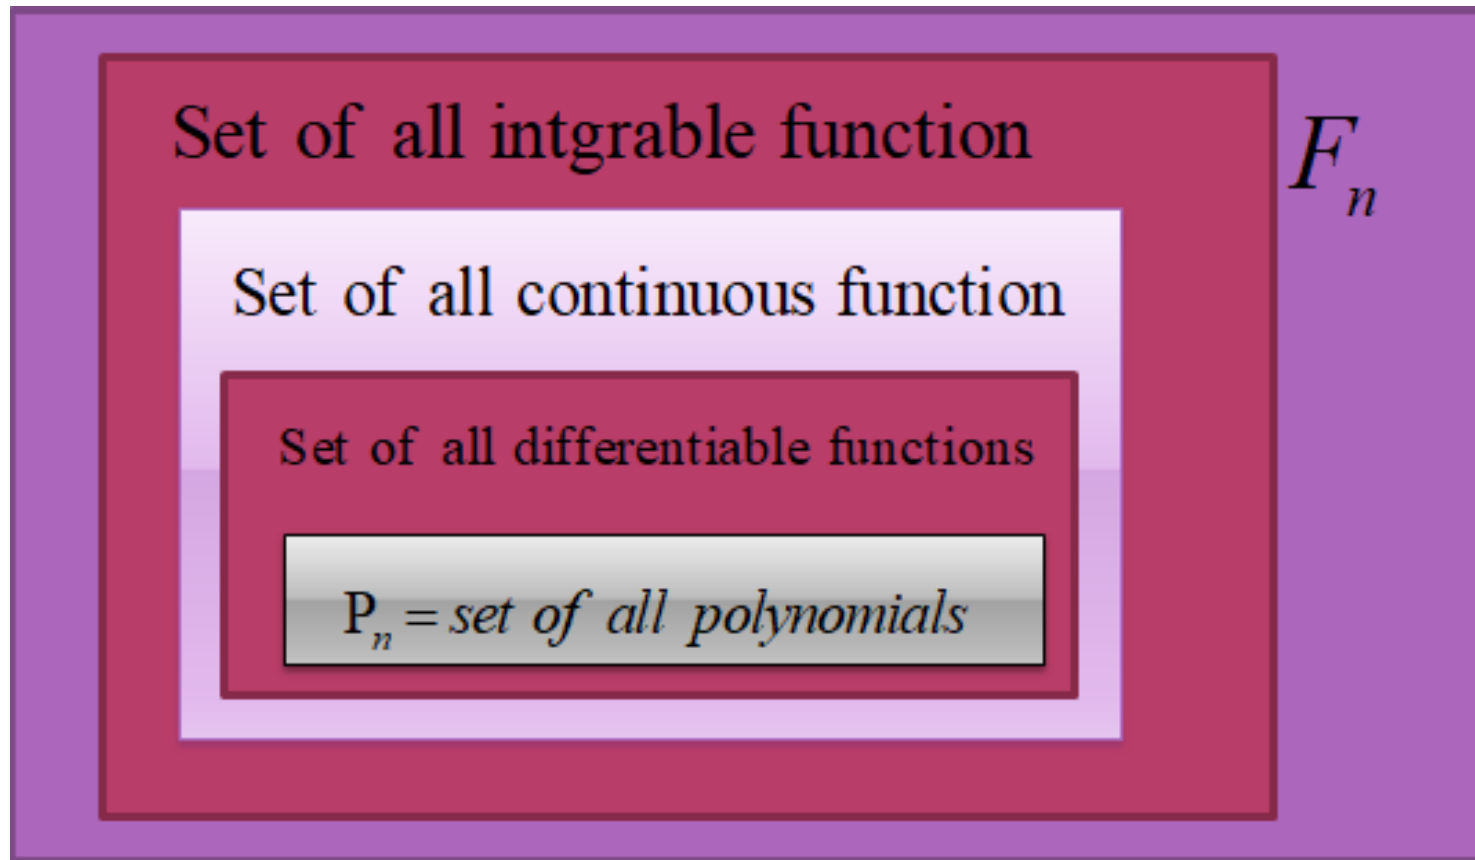 Set of all intgrable function
F_n
Set of all continuous function
Set of all differentiable functions
P_n = set of all polynomials